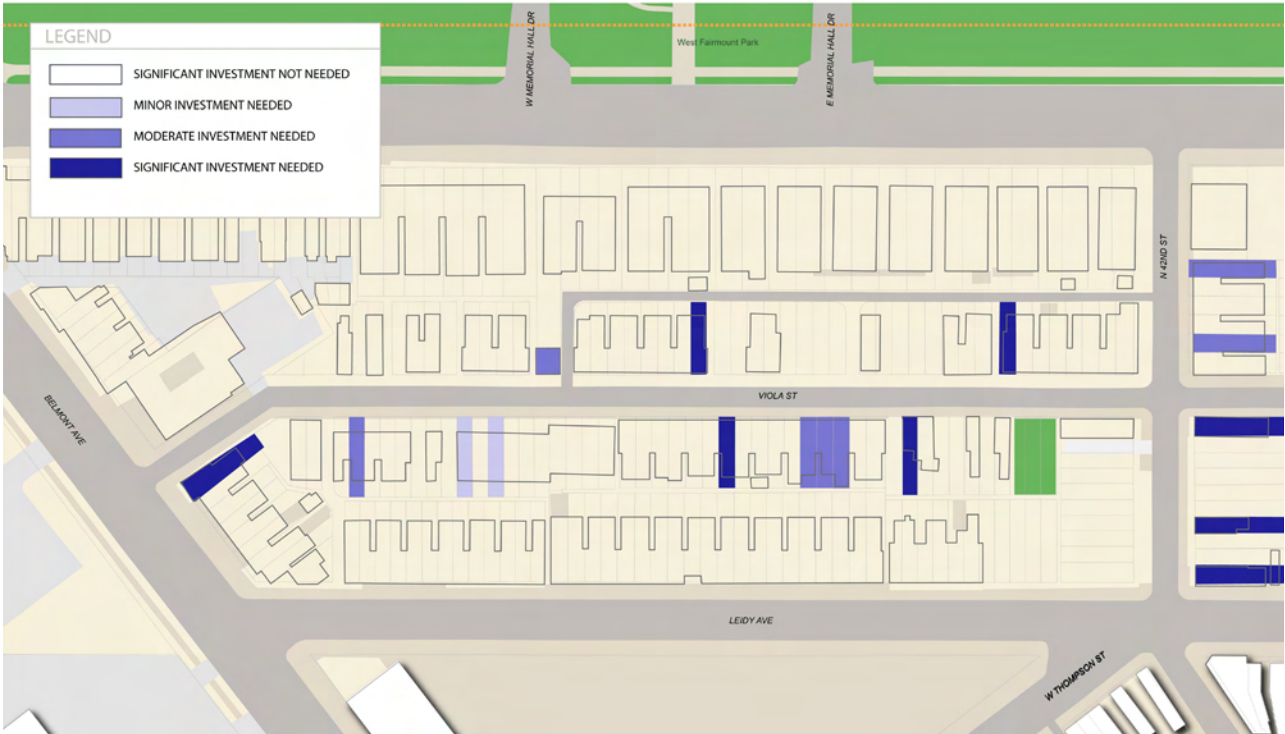 LEGEND
SIGNIFICANT INVESTMENT NOT NEEDED
MINOR INVESTMENT NEEDED
MODERATE INVESTMENT NEEDED
SIGNIFICANT INVESTMENT NEEDED
W MEMORIAL HALL DR
West Fairmount Park
E MEMORIAL HALL DR
N 42ND ST
BELMONT AVE
VIOLA ST
LEIDY AVE
W THOMPSON ST